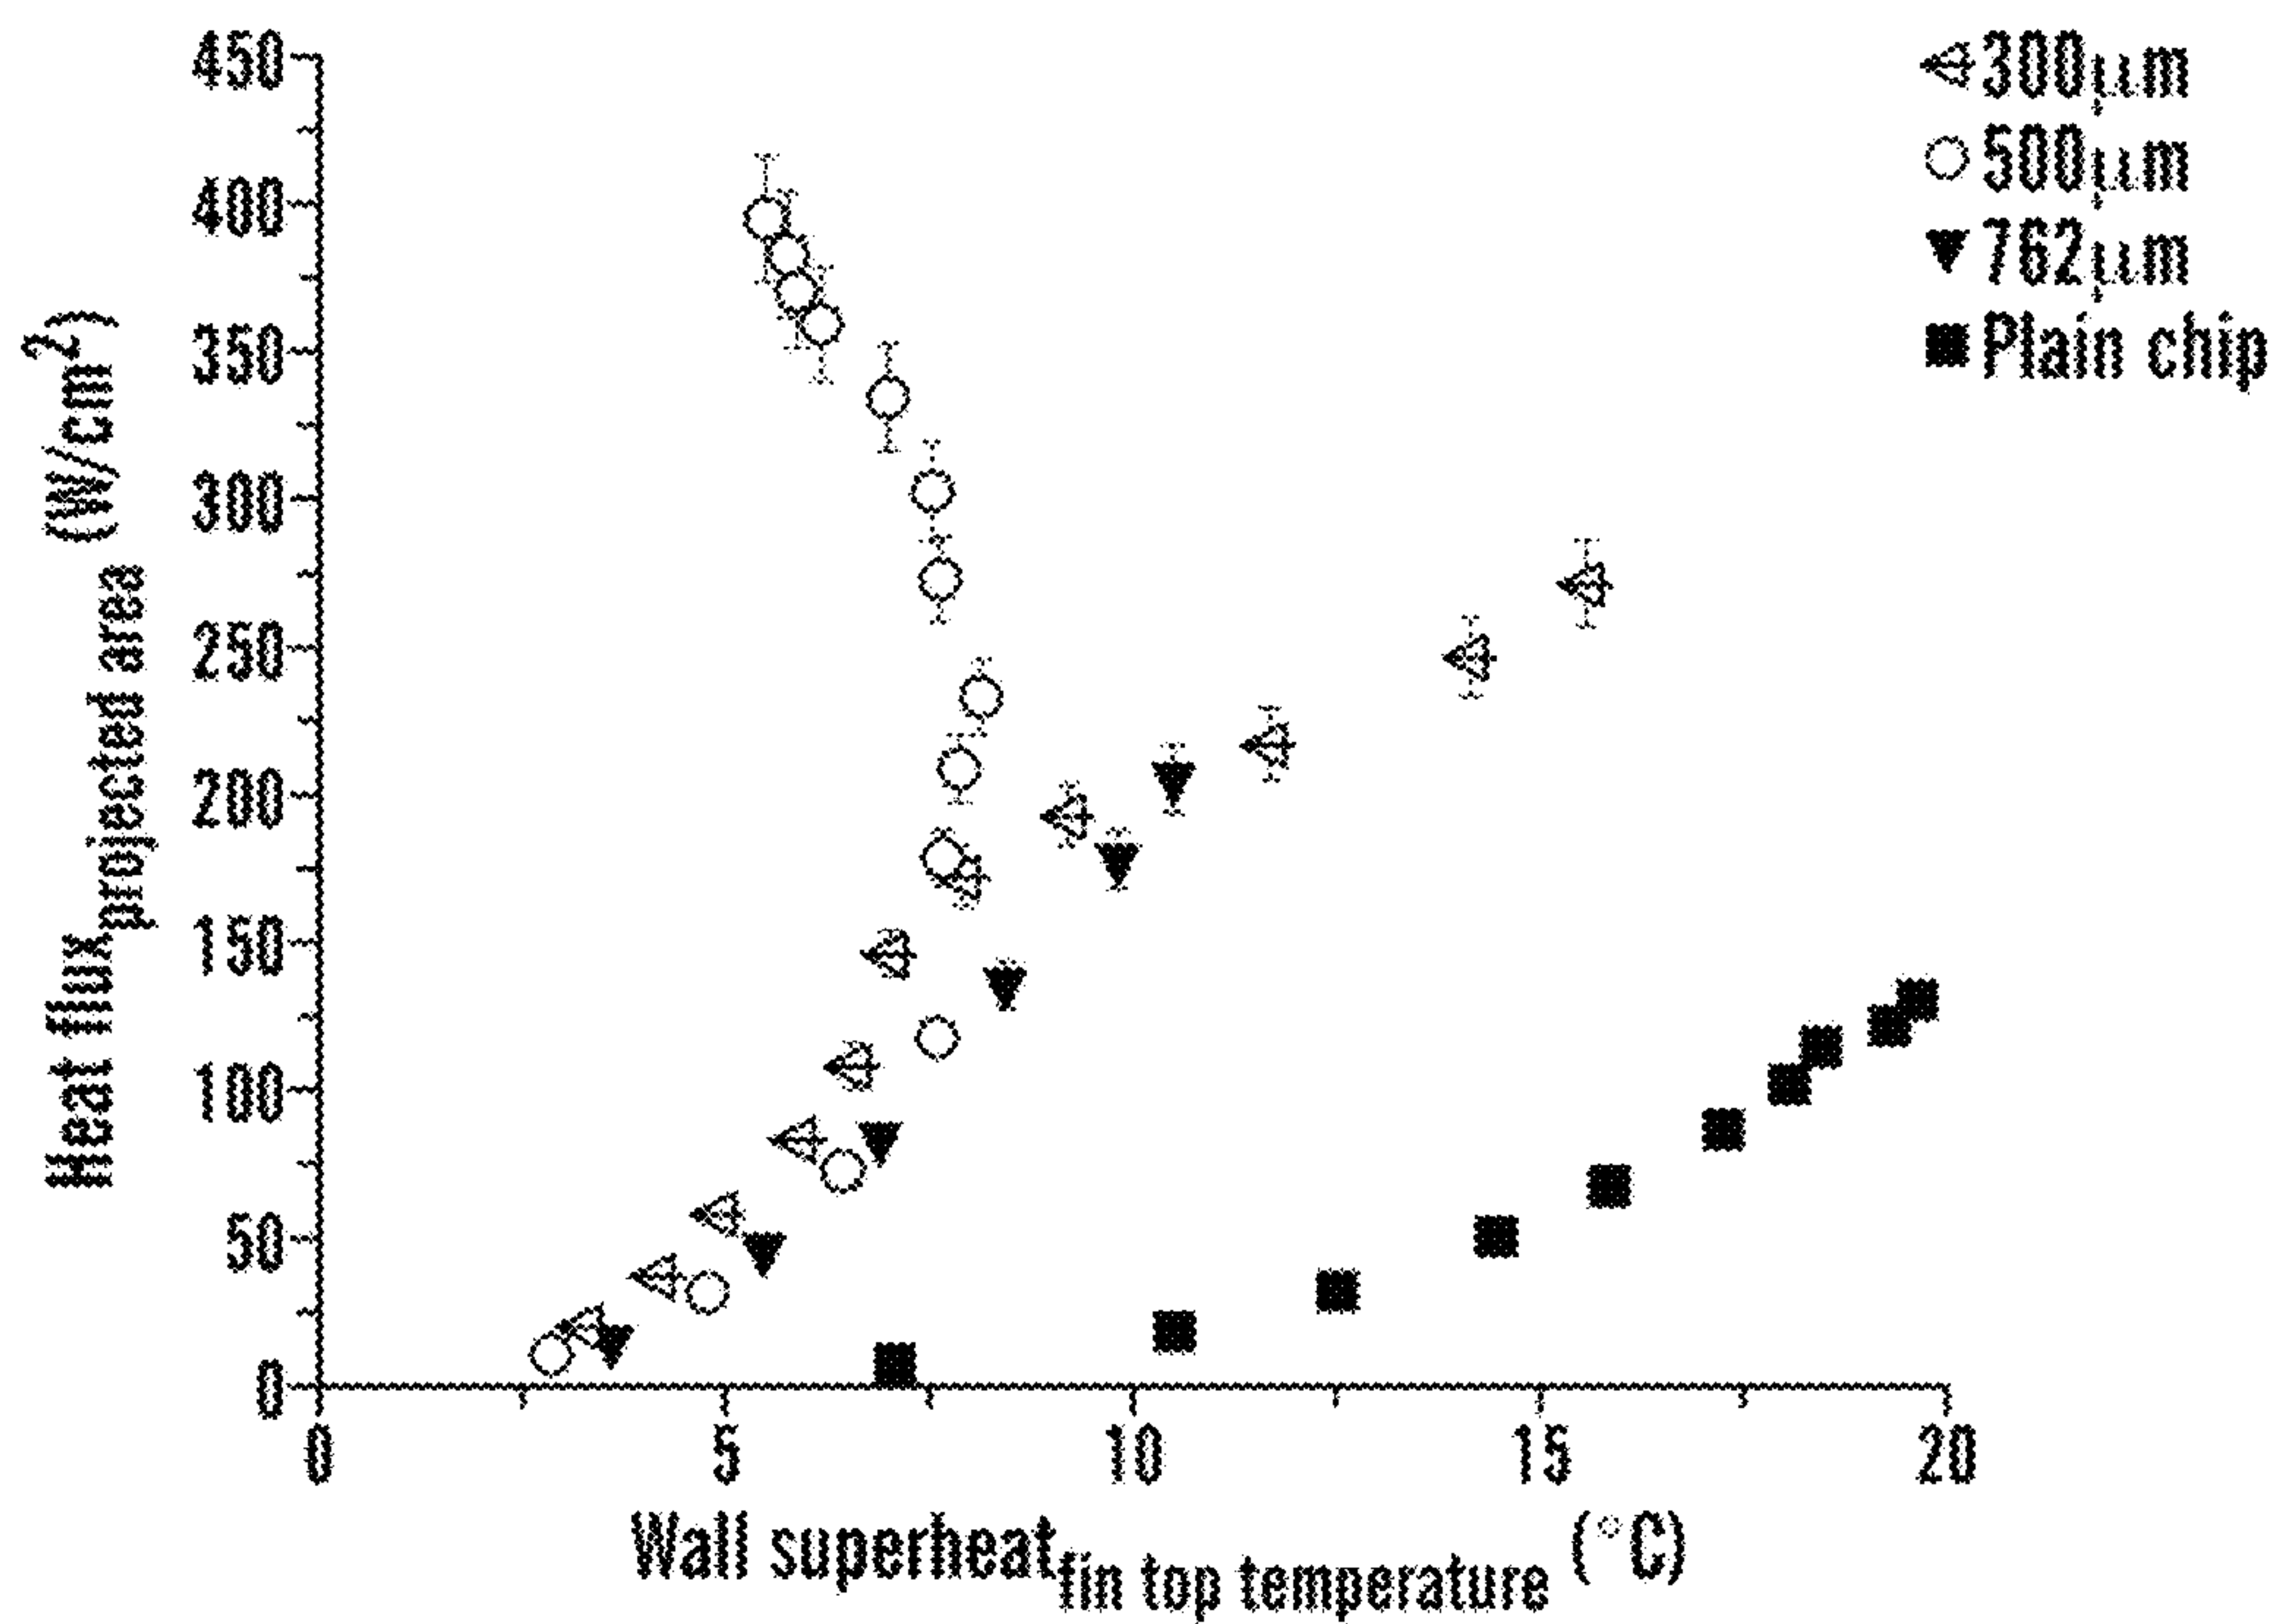 450
400
350
300
250
200
150
100
50
0
0 5 10 15 20
Heat flux projected area (W/cm²)
Wall superheat fin top temperature (°C)
300μm
500μm
762μm
Plain chip